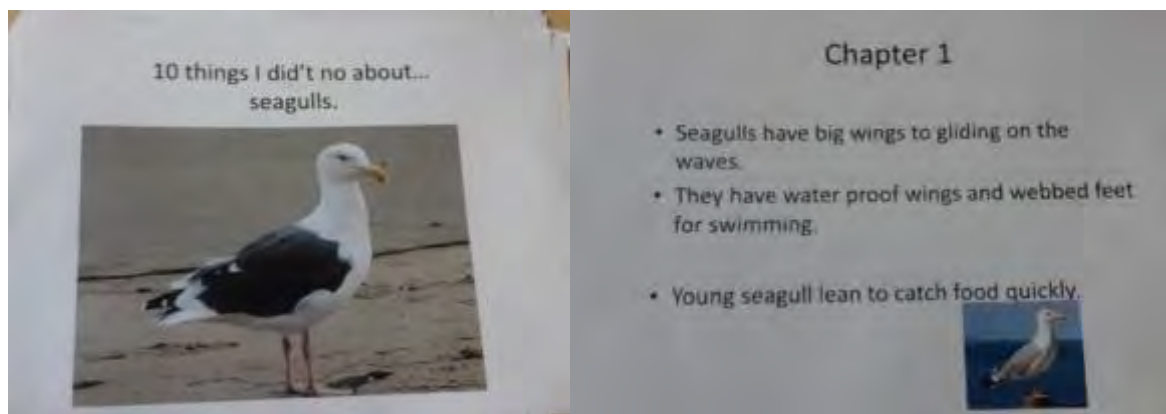 10 things I did't no about...
seagulls.
Chapter 1
• Seagulls have big wings to gliding on the
waves.
• They have water proof wings and webbed feet
for swimming.
• Young seagull lean to catch food quickly.